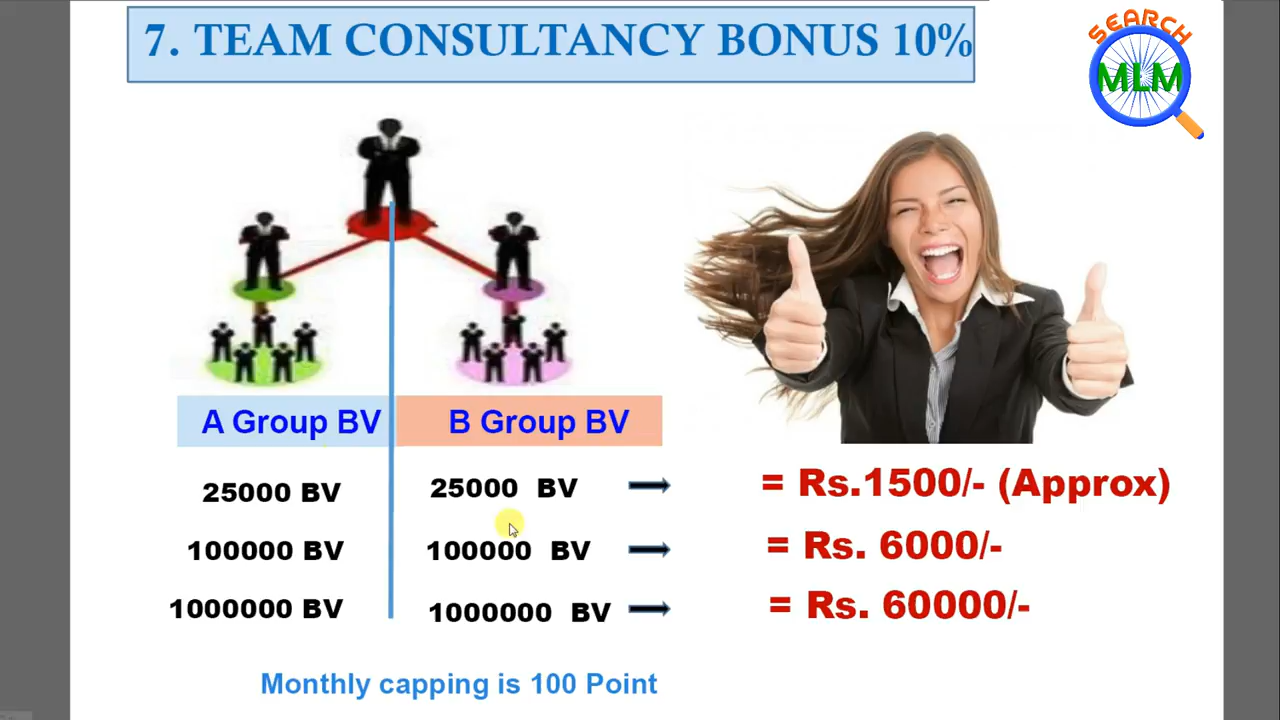 7. TEAM CONSULTANCY BONUS 10%
SEARCH
MLM
A Group BV B Group BV
25000 BV 25000 BV = Rs.1500/- (Approx)
100000 BV 100000 BV = Rs. 6000/-
1000000 BV 1000000 BV = Rs. 60000/-
Monthly capping is 100 Point